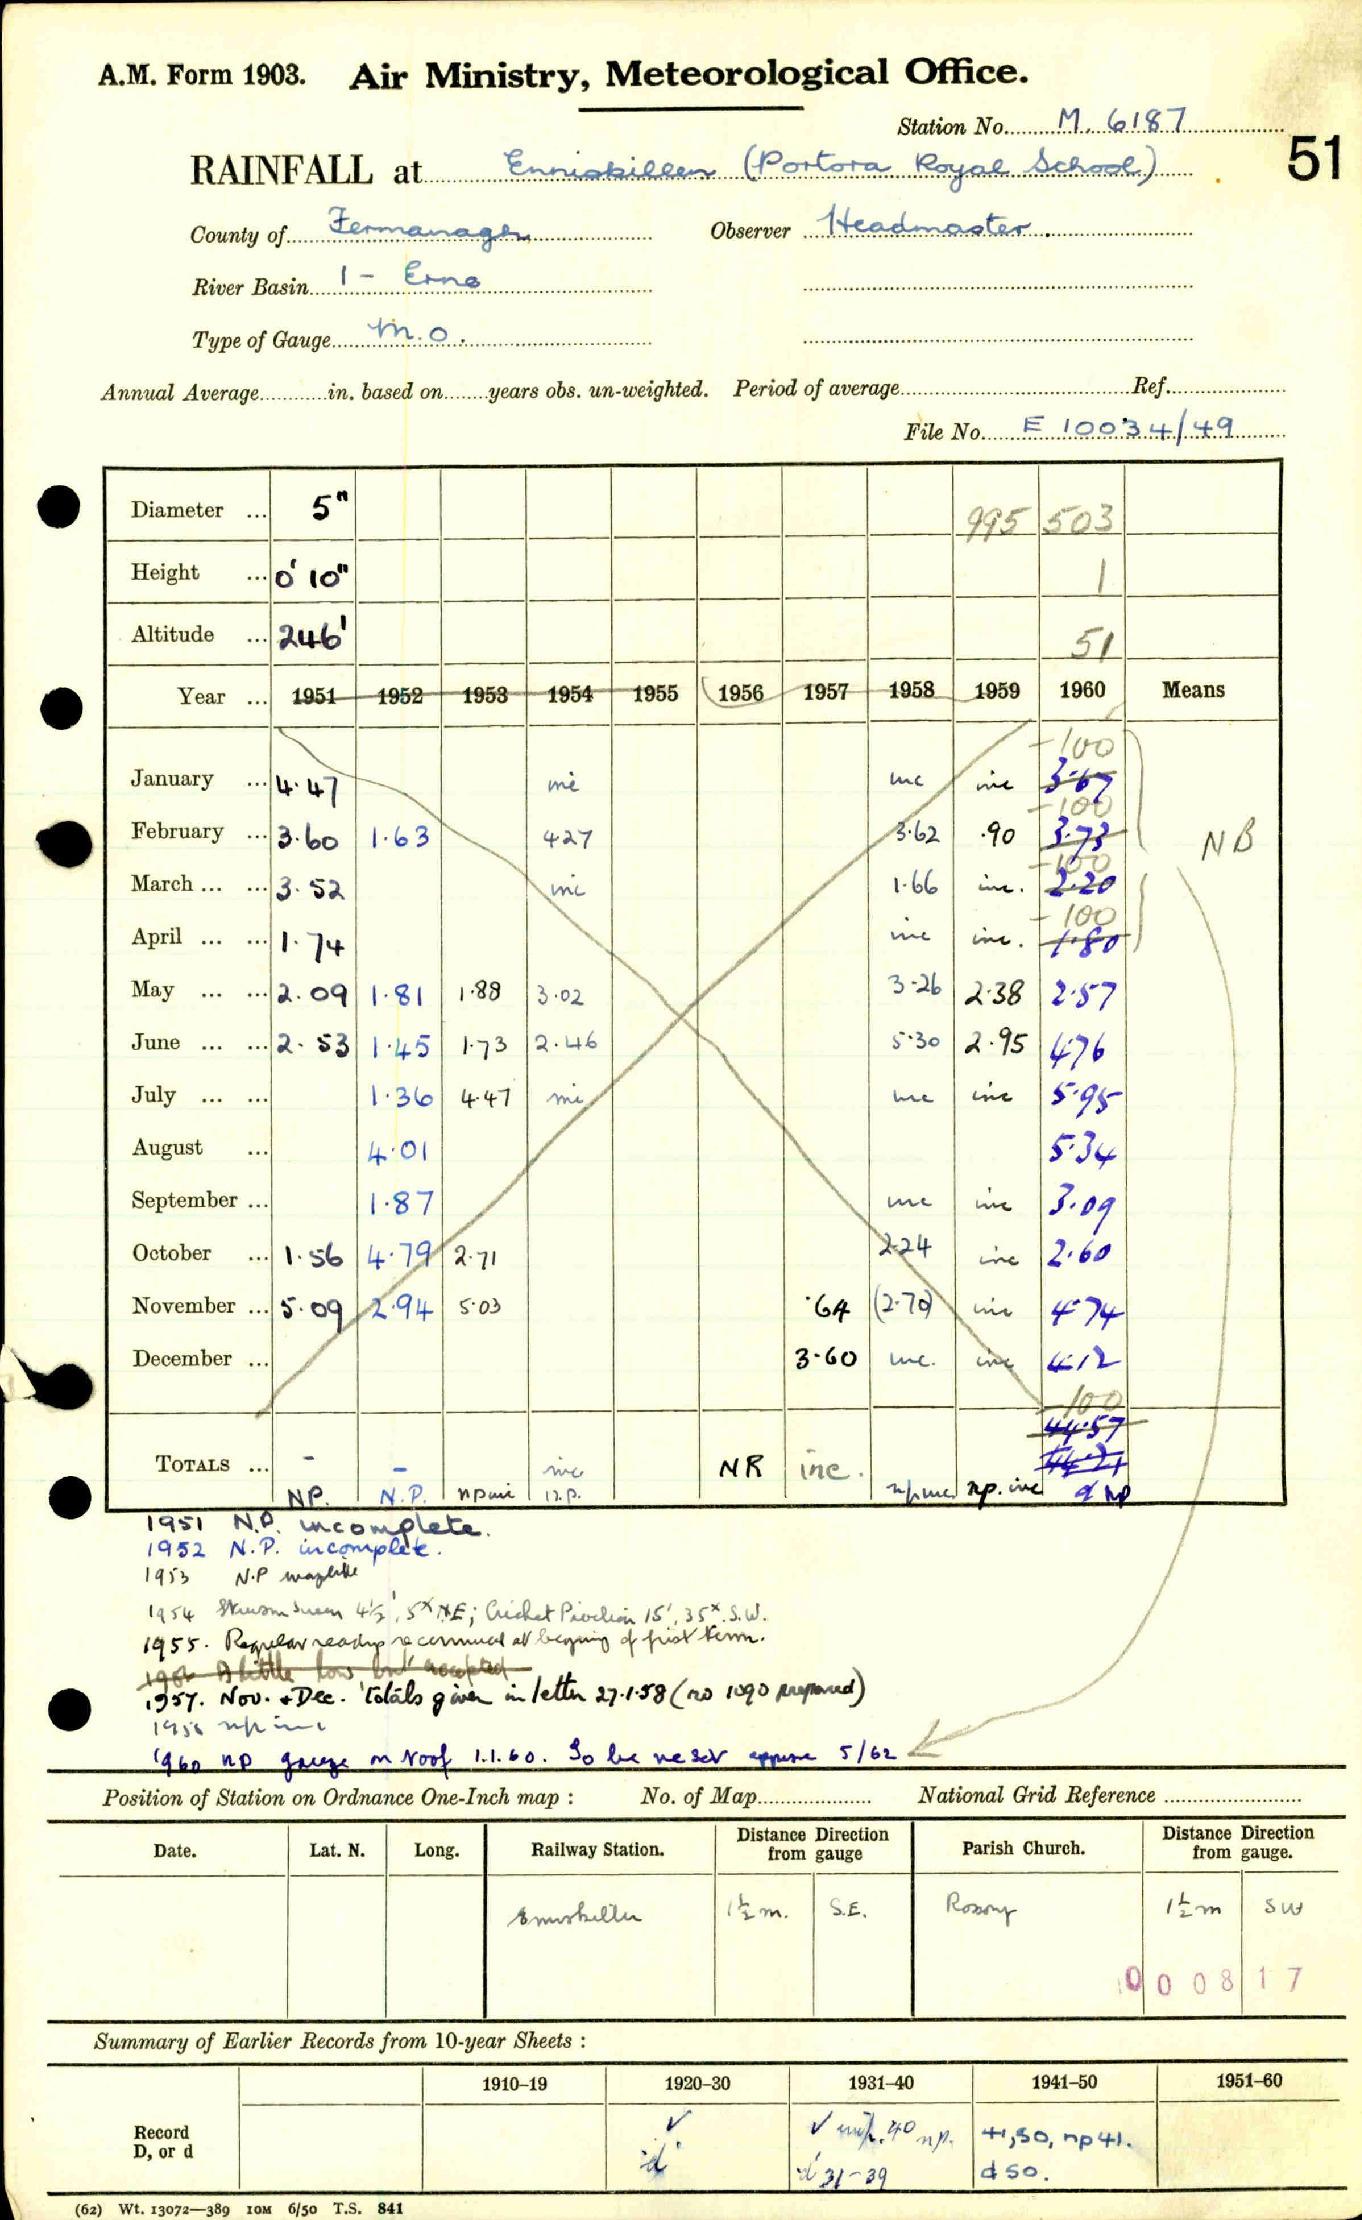 A.M. Form 1903. Air Ministry, Meteorological Office.
Station No. M. 6187
51
RAINFALL at Enniskillen (Portora Royal School)
County of Fermanagh Observer Headmaster.
River Basin 1 - Erne
Type of Gauge M.O.
Annual Average............in. based on........years obs. un-weighted. Period of average............Ref.............
File No. E 10034/49
Diameter ... 5" 995 503
Height ... 0' 10" 1
Altitude ... 246' 51
Year ... 1951 1952 1953 1954 1955 1956 1957 1958 1959 1960 Means
-100
January ... 4.47 inc inc inc 3.67
-100
February ... 3.60 1.63 4.27 3.62 .90 3.73 NB
-100
March ... ... 3.52 inc 1.66 inc. 2.20
-100
April ... ... 1.74 inc inc. 1.80
May ... ... 2.09 1.81 1.88 3.02 3.26 2.38 2.57
June ... ... 2.53 1.45 1.73 2.46 5.30 2.95 4.76
July ... ... 1.36 4.47 inc inc inc 5.95
August ... 4.01 5.34
September ... 1.87 inc inc 3.09
October ... 1.56 4.79 2.71 2.24 inc 2.60
November ... 5.09 2.94 5.03 .64 (2.70) inc 4.74
December ... 3.60 inc. inc 4.12
-100
44.57
TOTALS ... - - inc NR inc.
NP. N.P. np inc n.p. np inc np. inc d np
1951 N.P. incomplete.
1952 N.P. incomplete.
1953 N.P
1954 4½', 5x NE; Cricket Pavilion 15', 35x S.W.
1955. Regular readings recommenced at beginning of first term.
A little low but accepted
1957. Nov. + Dec. totals given in letter 27.1.58 (no 1090 prepared)
1958 np inc
1960 np gauge on roof 1.1.60. To be reset 5/62
Position of Station on Ordnance One-Inch map : No. of Map.................... National Grid Reference ........................
Date. Lat. N. Long. Railway Station. Distance Direction from gauge Parish Church. Distance Direction from gauge.
Enniskillen 1½ m. S.E. Rossory 1½ m SW
000817
Summary of Earlier Records from 10-year Sheets :
1910–19 1920–30 1931–40 1941–50 1951–60
Record D, or d ✓ ✓ 40 np. 41,50, np 41.
'd' 'd' 31-39 d 50.
(62) Wt. 13072—389 10M 6/50 T.S. 841